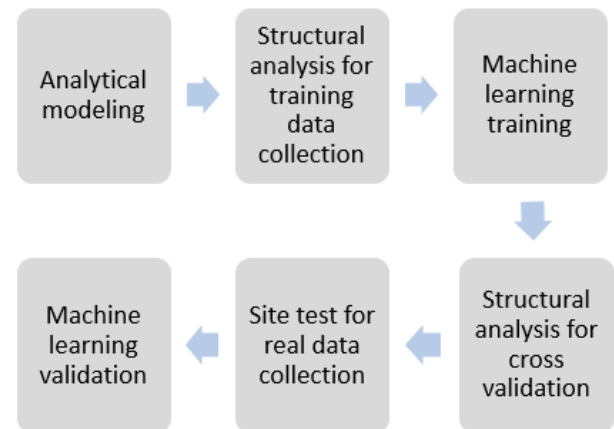 Analytical
modeling
Structural
analysis for
training
data
collection
Machine
learning
training
Structural
analysis for
cross
validation
Site test for
real data
collection
Machine
learning
validation